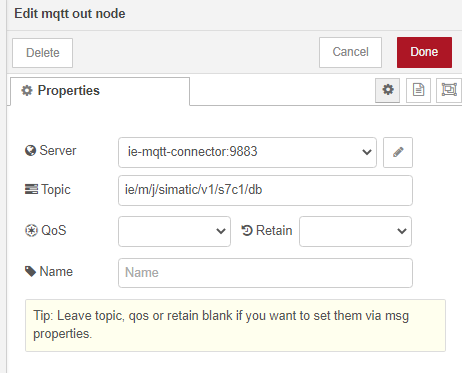 Edit mqtt out node
Delete
Cancel
Done
Properties
Server
ie-mqtt-connector:9883
Topic
ie/m/j/simatic/v1/s7c1/db
QoS
Retain
Name
Name
Tip: Leave topic, qos or retain blank if you want to set them via msg
properties.